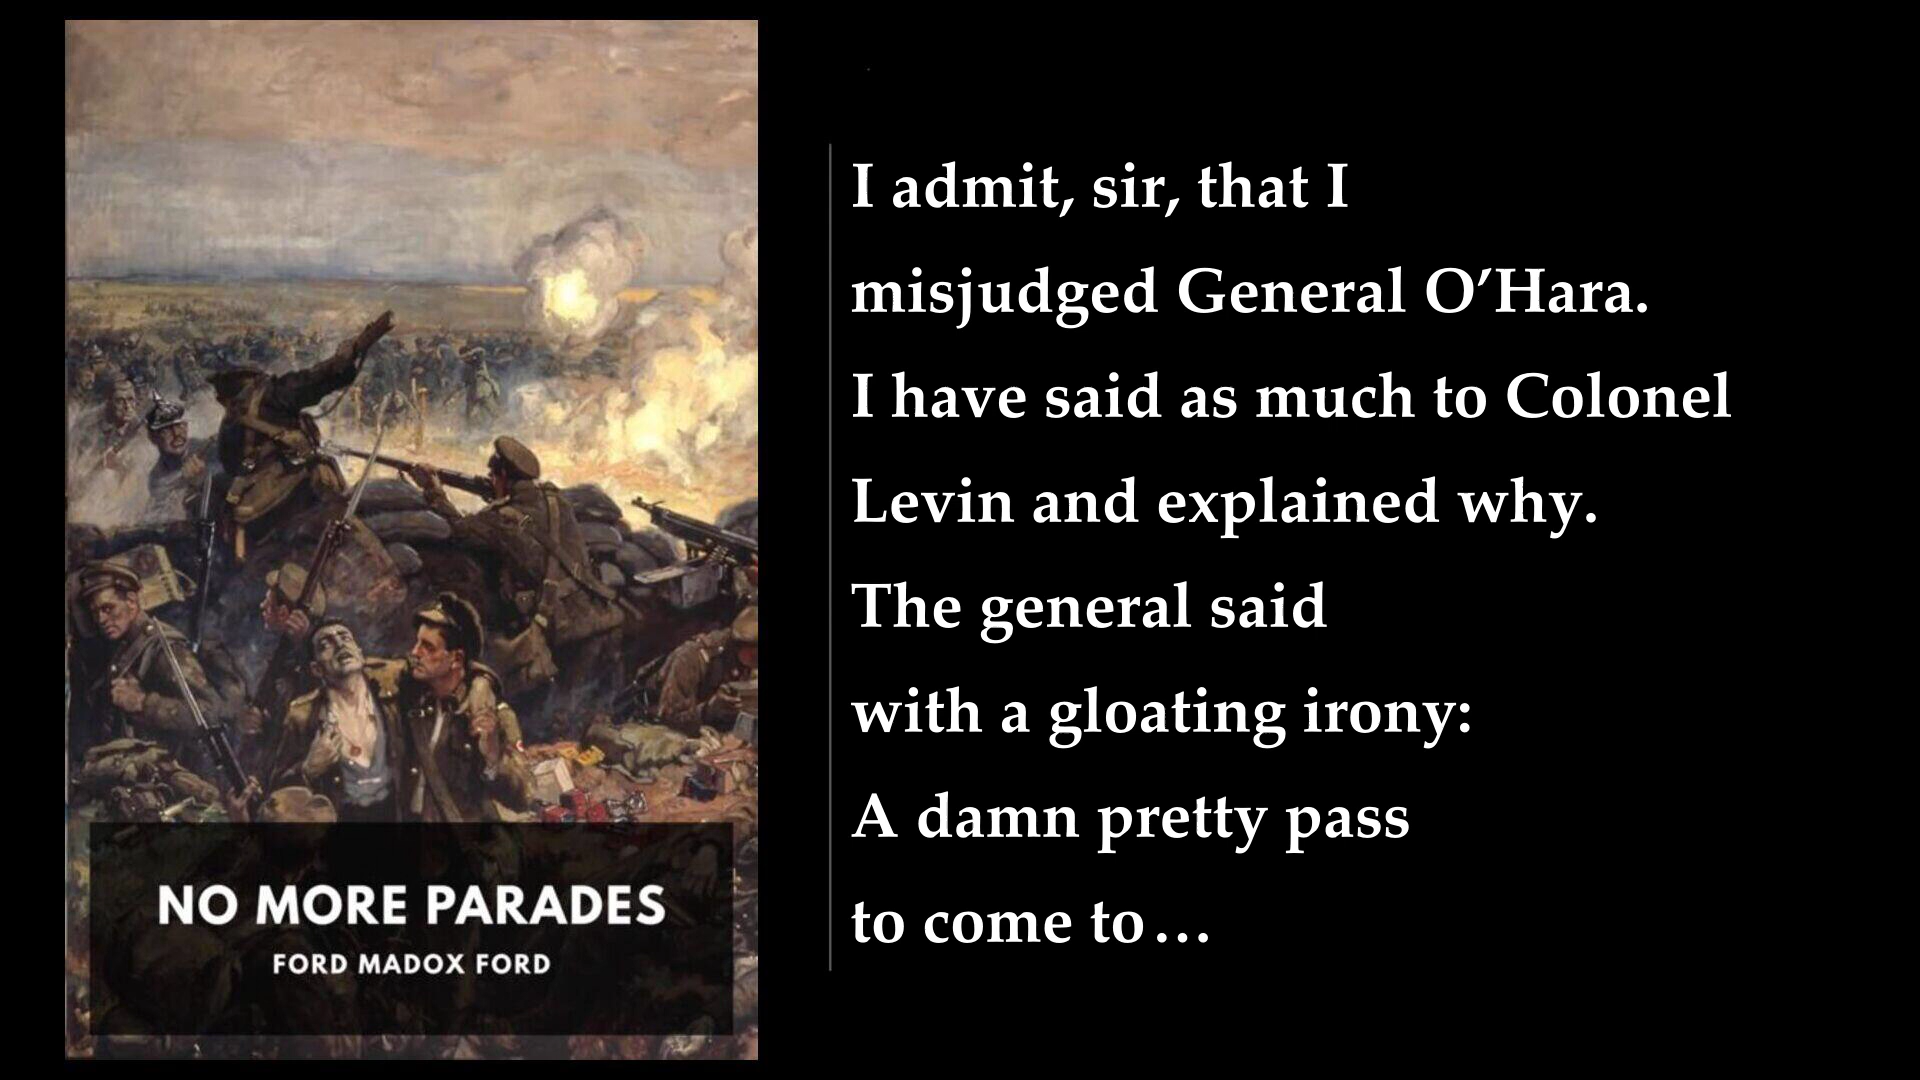 NO MORE PARADES
FORD MADOX FORD
I admit, sir, that I
misjudged General O’Hara.
I have said as much to Colonel
Levin and explained why.
The general said
with a gloating irony:
A damn pretty pass
to come to…